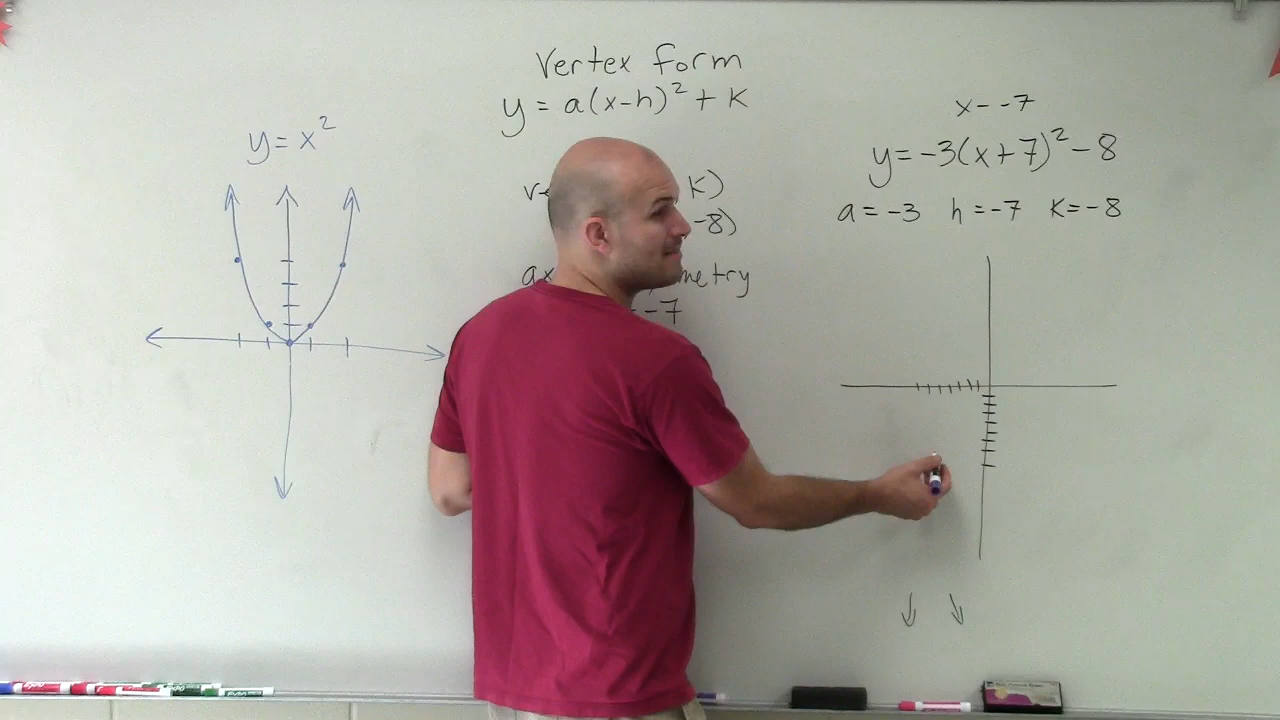 Vertex form
y = a(x-h)² + K
y = x²
K)
-8)
metry
-7
x--7
y=-3(x+7)²-8
a=-3 h=-7 K=-8